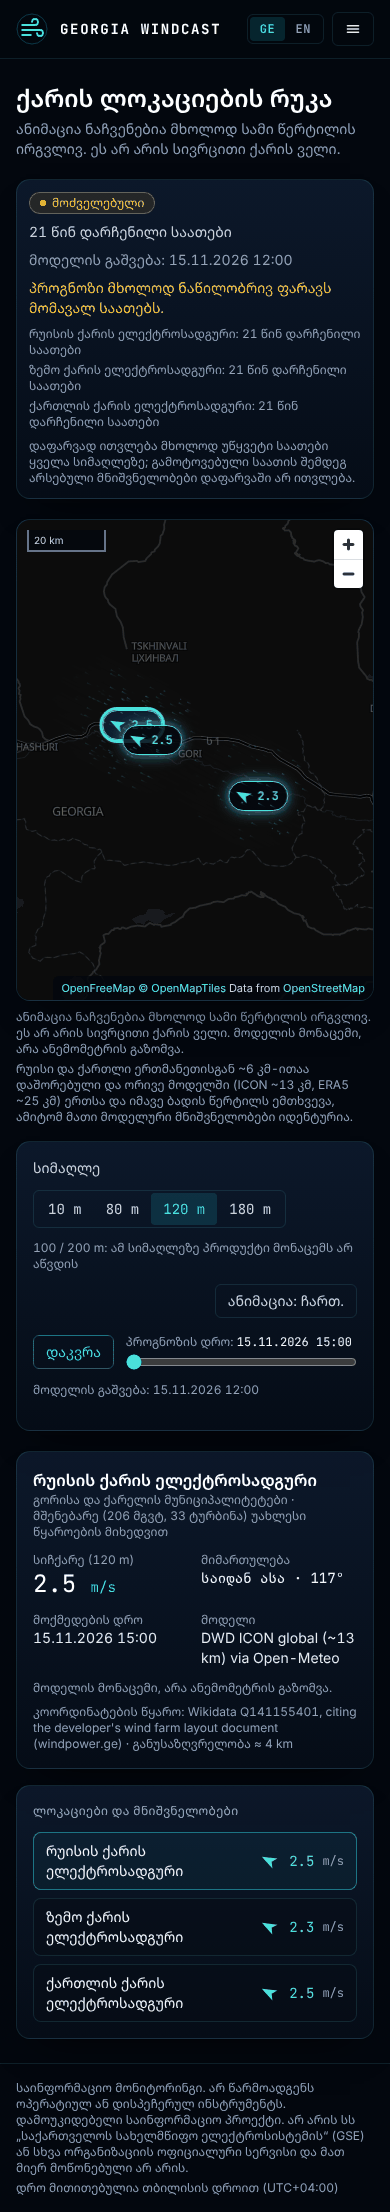 GEORGIA WINDCAST
GE EN
ქარის ლოკაციების რუკა
ანიმაცია ნაჩვენებია მხოლოდ სამი წერტილის
ირგვლივ. ეს არ არის სივრცითი ქარის ველი.
მოძველებული
21 წინ დარჩენილი საათები
მოდელის გაშვება: 15.11.2026 12:00
პროგნოზი მხოლოდ ნაწილობრივ ფარავს
მომავალ საათებს.
რუისის ქარის ელექტროსადგური: 21 წინ დარჩენილი
საათები
ზემო ქარის ელექტროსადგური: 21 წინ დარჩენილი
საათები
ქართლის ქარის ელექტროსადგური: 21 წინ
დარჩენილი საათები
დაფარვად ითვლება მხოლოდ უწყვეტი საათები
ყველა სიმაღლეზე; გამოტოვებული საათის შემდეგ
არსებული მნიშვნელობები დაფარვაში არ ითვლება.
20 km
TSKHINVALI
ЦХИНВАЛ
2.5
HASHURI
GORI
2.3
GEORGIA
OpenFreeMap © OpenMapTiles Data from OpenStreetMap
ანიმაცია ნაჩვენებია მხოლოდ სამი წერტილის ირგვლივ.
ეს არ არის სივრცითი ქარის ველი. მოდელის მონაცემი,
არა ანემომეტრის გაზომვა.
რუისი და ქართლი ერთმანეთისგან ~6 კმ-ითაა
დაშორებული და ორივე მოდელში (ICON ~13 კმ, ERA5
~25 კმ) ერთსა და იმავე ბადის წერტილს ემთხვევა,
ამიტომ მათი მოდელური მნიშვნელობები იდენტურია.
სიმაღლე
10 m 80 m 120 m 180 m
100 / 200 m: ამ სიმაღლეზე პროდუქტი მონაცემს არ
აწვდის
ანიმაცია: ჩართ.
დაკვრა
პროგნოზის დრო: 15.11.2026 15:00
მოდელის გაშვება: 15.11.2026 12:00
რუისის ქარის ელექტროსადგური
გორისა და ქარელის მუნიციპალიტეტები ·
მშენებარე (206 მგვტ, 33 ტურბინა) უახლესი
წყაროების მიხედვით
სიჩქარე (120 m)
2.5 m/s
მიმართულება
საიდან ასა · 117°
მოქმედების დრო
15.11.2026 15:00
მოდელი
DWD ICON global (~13
km) via Open-Meteo
მოდელის მონაცემი, არა ანემომეტრის გაზომვა.
კოორდინატების წყარო: Wikidata Q141155401, citing
the developer's wind farm layout document
(windpower.ge) · განუსაზღვრელობა ≈ 4 km
ლოკაციები და მნიშვნელობები
რუისის ქარის
ელექტროსადგური
2.5 m/s
ზემო ქარის
ელექტროსადგური
2.3 m/s
ქართლის ქარის
ელექტროსადგური
2.5 m/s
საინფორმაციო მონიტორინგი. არ წარმოადგენს
ოპერატიულ ან დისპეჩერულ ინსტრუმენტს.
დამოუკიდებელი საინფორმაციო პროექტი. არ არის სს
„საქართველოს სახელმწიფო ელექტროსისტემის“ (GSE)
ან სხვა ორგანიზაციის ოფიციალური სერვისი და მათ
მიერ მოწონებული არ არის.
დრო მითითებულია თბილისის დროით (UTC+04:00)